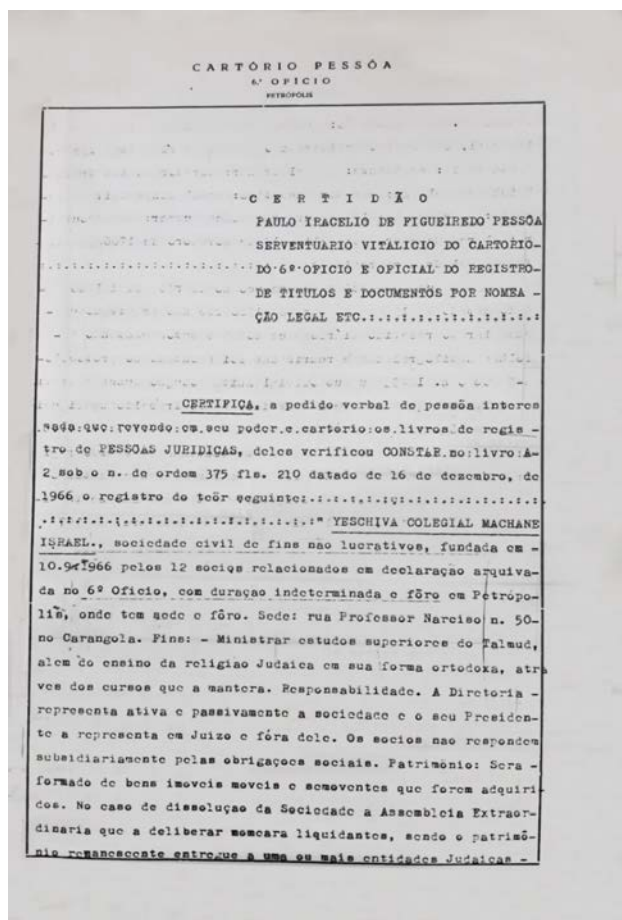 CARTÓRIO PESSÔA
6.º OFICIO
PETRÓPOLIS
C E R T I D Ã O
PAULO IRACELIO DE FIGUEIREDO PESSÔA
SERVENTUARIO VITALICIO DO CARTORIO-
DO 6º OFICIO E OFICIAL DO REGISTRO-
DE TITULOS E DOCUMENTOS POR NOMEA -
ÇÃO LEGAL ETC.:.:.:.:.:.:.:.:.:.:.:
CERTIFICA, a pedido verbal de pessôa interes
sada que revendo em seu poder e cartorio os livros de regis -
tro de PESSÔAS JURIDICAS, deles verificou CONSTAR no livro A-
2 sob o n. de ordem 375 fls. 210 datado de 16 de dezembro, de
1966 o registro do teôr seguinte:.:.:.:.:.:.:.:.:.:.:.:.:.:
.:.:.:.:.:.:.:.:.:.:.:.:.:.:" YESCHIVA COLEGIAL MACHANE
ISRAEL., sociedade civil de fins nao lucrativos, fundada em -
10.9.1966 pelos 12 socios relacionados em declaração arquiva-
da no 6º Oficio, com duraçao indeterminada e fôro em Petrópo-
lis, onde tem sede e fôro. Sede: rua Professor Narciso n. 50-
no Carangola. Fins: - Ministrar estudos superiores do Talmud,
alem do ensino da religiao Judaica em sua forma ortodoxa, atra
ves dos cursos que a mantera. Responsabilidade. A Diretoria -
representa ativa e passivamente a sociedade e o seu Presiden-
te a representa em Juizo e fóra dele. Os socios nao respondem
subsidiariamente pelas obrigaçoes sociais. Patrimônio: Sera -
formado de bens imoveis moveis e semoventes que forem adquiri
dos. No caso de dissoluçao da Sociedade a Assembleia Extraor-
dinaria que a deliberar nomeara liquidantes, sendo o patrimô-
nio remanescente entregue a uma ou mais entidades Judaicas -